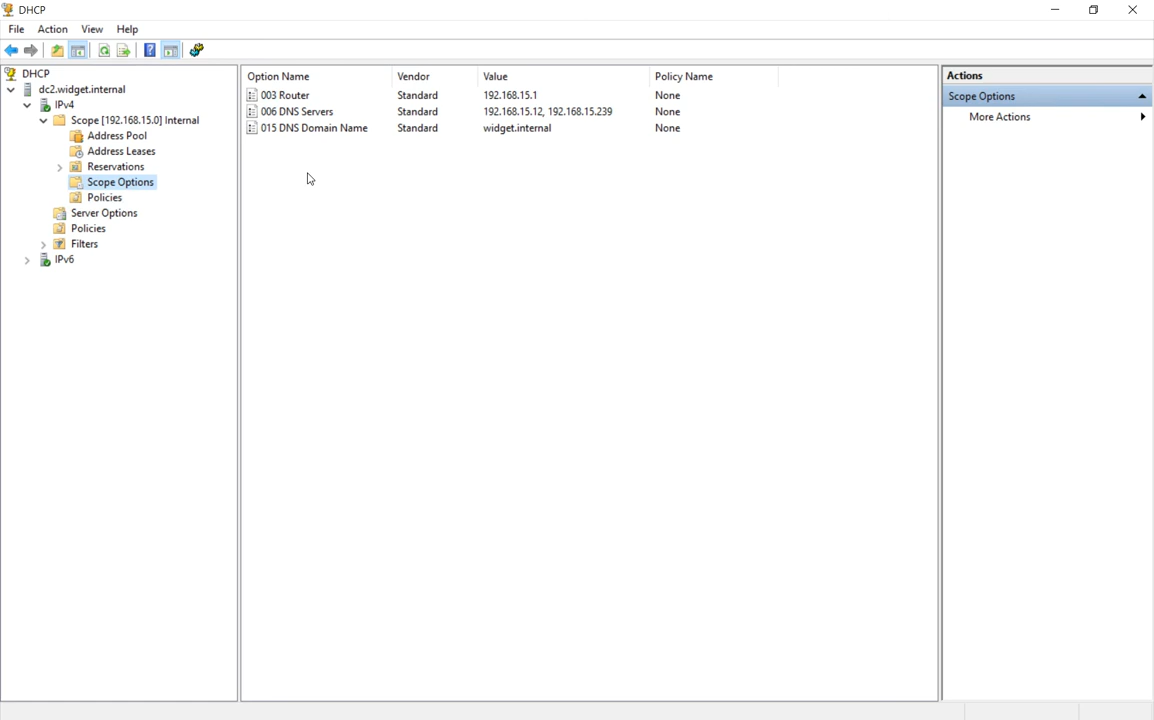 DHCP
File Action View Help
DHCP
dc2.widget.internal
IPv4
Scope [192.168.15.0] Internal
Address Pool
Address Leases
Reservations
Scope Options
Policies
Server Options
Policies
Filters
IPv6
Option Name Vendor Value Policy Name
003 Router Standard 192.168.15.1 None
006 DNS Servers Standard 192.168.15.12, 192.168.15.239 None
015 DNS Domain Name Standard widget.internal None
Actions
Scope Options
More Actions